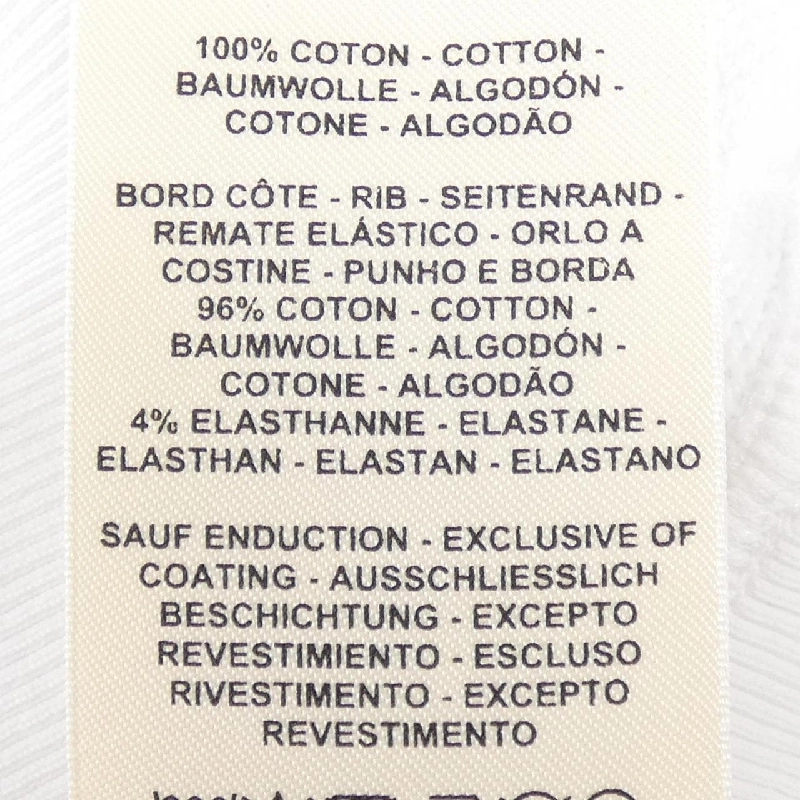 100% COTON - COTTON -
BAUMWOLLE - ALGODÓN -
COTONE - ALGODÃO
BORD CÔTE - RIB - SEITENRAND -
REMATE ELÁSTICO - ORLO A
COSTINE - PUNHO E BORDA
96% COTON - COTTON -
BAUMWOLLE - ALGODÓN -
COTONE - ALGODÃO
4% ELASTHANNE - ELASTANE -
ELASTHAN - ELASTAN - ELASTANO
SAUF ENDUCTION - EXCLUSIVE OF
COATING - AUSSCHLIESSLICH
BESCHICHTUNG - EXCEPTO
REVESTIMIENTO - ESCLUSO
RIVESTIMENTO - EXCEPTO
REVESTIMENTO